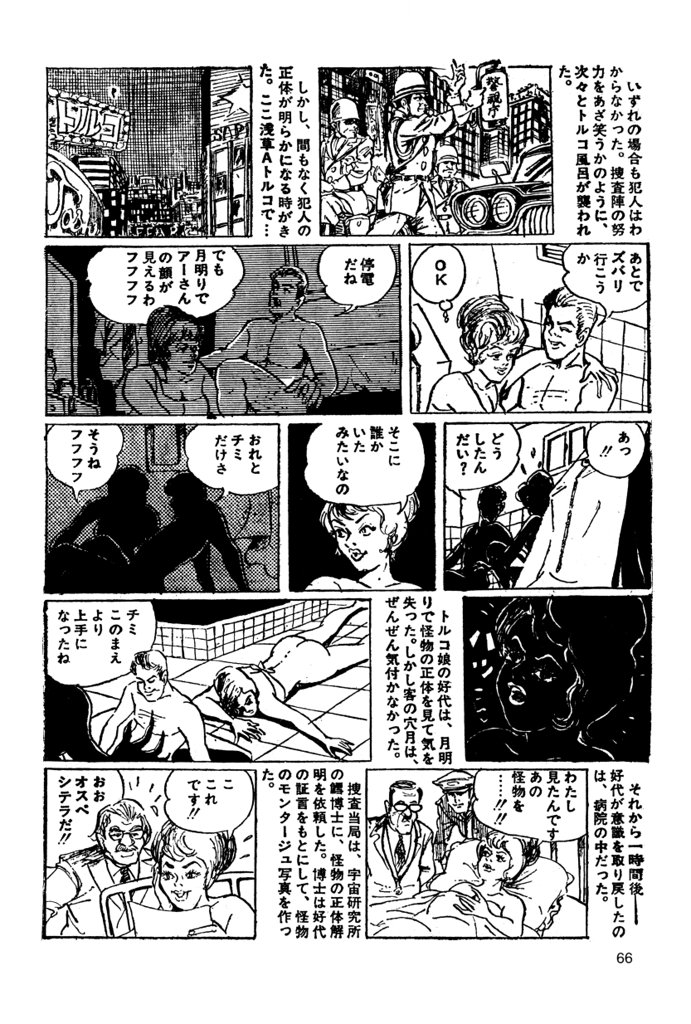 いずれの場合も犯人はわ
からなかった。捜査陣の努
力をあざ笑うかのように、
次々とトルコ風呂が襲われ
た。
警視庁
しかし、間もなく犯人の
正体が明らかになる時がき
た。ここ浅草Aトルコで…
トルコ
あとで
ズバリ
行こう
か
OK
停電
だね
でも
月明りで
アーさん
の顔が
見えるわ
フフフフ
あっ
!!
どう
したん
だい?
そこに
誰か
いた
みたいなの
おれと
チミ
だけさ
そうね
フフフフ
トルコ娘の好代は、月明
りで怪物の正体を見て気を
失った。しかし客の穴月は、
ぜんぜん気付かなかった。
チミ
このまえ
より
上手に
なったね
それから一時間後――
好代が意識を取り戻したの
は、病院の中だった。
わたし
見たんです
あの
怪物を
……!!
捜査当局は、宇宙研究所
の鱶博士に、怪物の正体解
明を依頼した。博士は好代
の証言をもとにして、怪物
のモンタージュ写真を作っ
た。
こ
これ
です!!
おお
オスペ
シテラだ!!
66